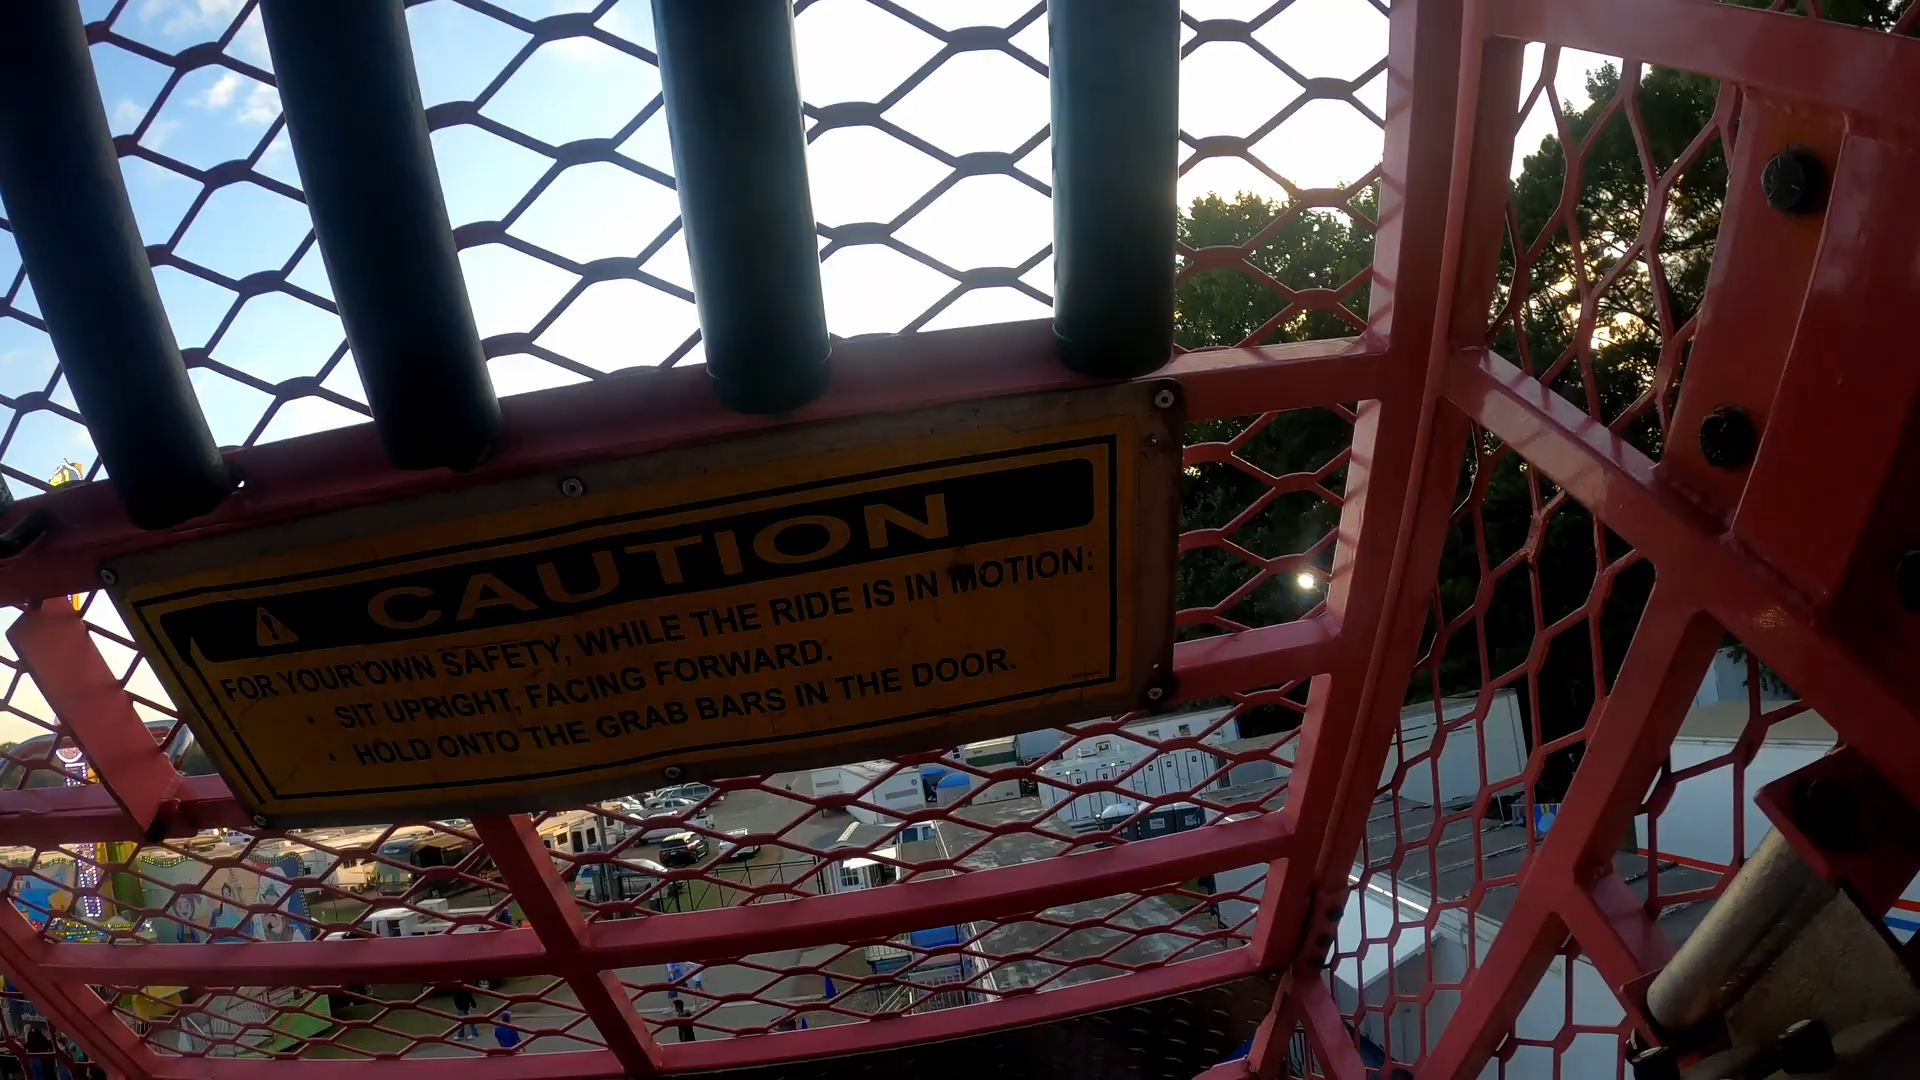 CAUTION
FOR YOUR OWN SAFETY, WHILE THE RIDE IS IN MOTION:
· SIT UPRIGHT, FACING FORWARD.
· HOLD ONTO THE GRAB BARS IN THE DOOR.